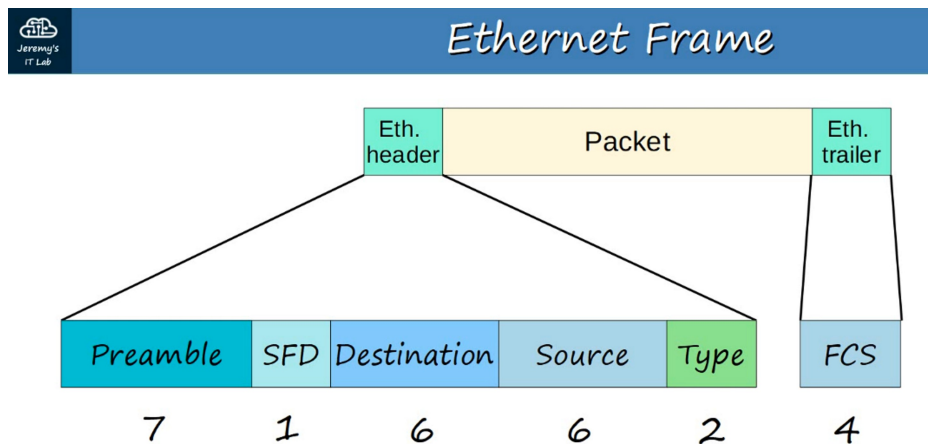 Jeremy's
IT Lab
Ethernet Frame
Eth.
header
Packet
Eth.
trailer
Preamble SFD Destination Source Type FCS
7 1 6 6 2 4